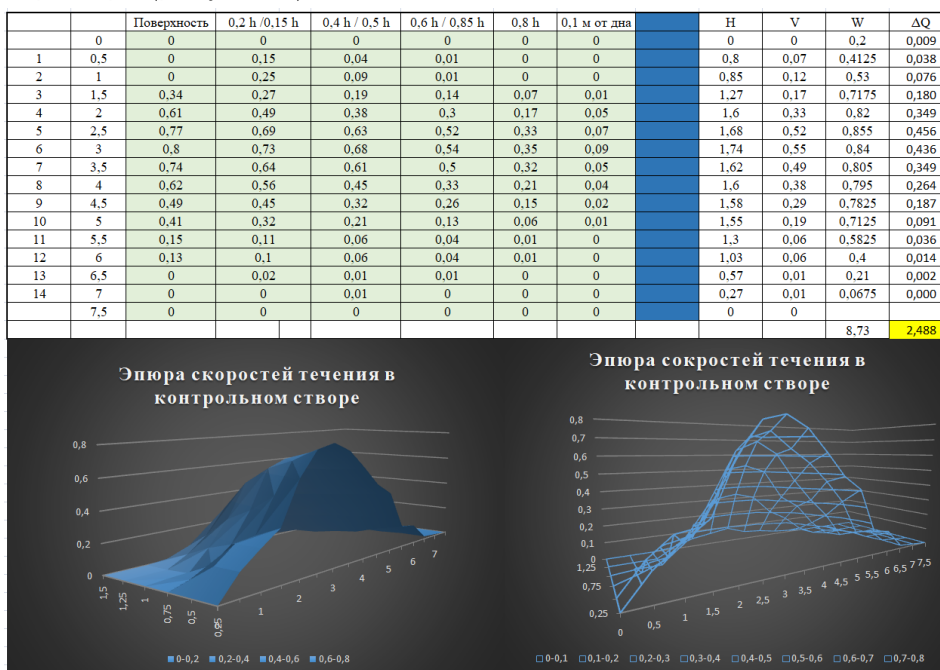 Поверхность 0,2 h /0,15 h 0,4 h / 0,5 h 0,6 h / 0,85 h 0,8 h 0,1 м от дна H V W ΔQ
0 0 0 0 0 0 0 0 0 0,2 0,009
1 0,5 0 0,15 0,04 0,01 0 0 0,8 0,07 0,4125 0,038
2 1 0 0,25 0,09 0,01 0 0 0,85 0,12 0,53 0,076
3 1,5 0,34 0,27 0,19 0,14 0,07 0,01 1,27 0,17 0,7175 0,180
4 2 0,61 0,49 0,38 0,3 0,17 0,05 1,6 0,33 0,82 0,349
5 2,5 0,77 0,69 0,63 0,52 0,33 0,07 1,68 0,52 0,855 0,456
6 3 0,8 0,73 0,68 0,54 0,35 0,09 1,74 0,55 0,84 0,436
7 3,5 0,74 0,64 0,61 0,5 0,32 0,05 1,62 0,49 0,805 0,349
8 4 0,62 0,56 0,45 0,33 0,21 0,04 1,6 0,38 0,795 0,264
9 4,5 0,49 0,45 0,32 0,26 0,15 0,02 1,58 0,29 0,7825 0,187
10 5 0,41 0,32 0,21 0,13 0,06 0,01 1,55 0,19 0,7125 0,091
11 5,5 0,15 0,11 0,06 0,04 0,01 0 1,3 0,06 0,5825 0,036
12 6 0,13 0,1 0,06 0,04 0,01 0 1,03 0,06 0,4 0,014
13 6,5 0 0,02 0,01 0,01 0 0 0,57 0,01 0,21 0,002
14 7 0 0 0,01 0 0 0 0,27 0,01 0,0675 0,000
7,5 0 0 0 0 0 0 0 0
8,73 2,488
Эпюра скоростей течения в
контрольном створе
0,8
0,6
0,4
0,2
0
1,5 1,25 1 0,75 0,5 0,25
1 2 3 4 5 6 7
0-0,2 0,2-0,4 0,4-0,6 0,6-0,8
Эпюра сокростей течения в
контрольном створе
0,8
0,7
0,6
0,5
0,4
0,3
0,2
0,1
0
1,25
0,75
0,25
0 0,5 1 1,5 2 2,5 3 3,5 4 4,5 5 5,5 6 6,5 7 7,5
0-0,1 0,1-0,2 0,2-0,3 0,3-0,4 0,4-0,5 0,5-0,6 0,6-0,7 0,7-0,8